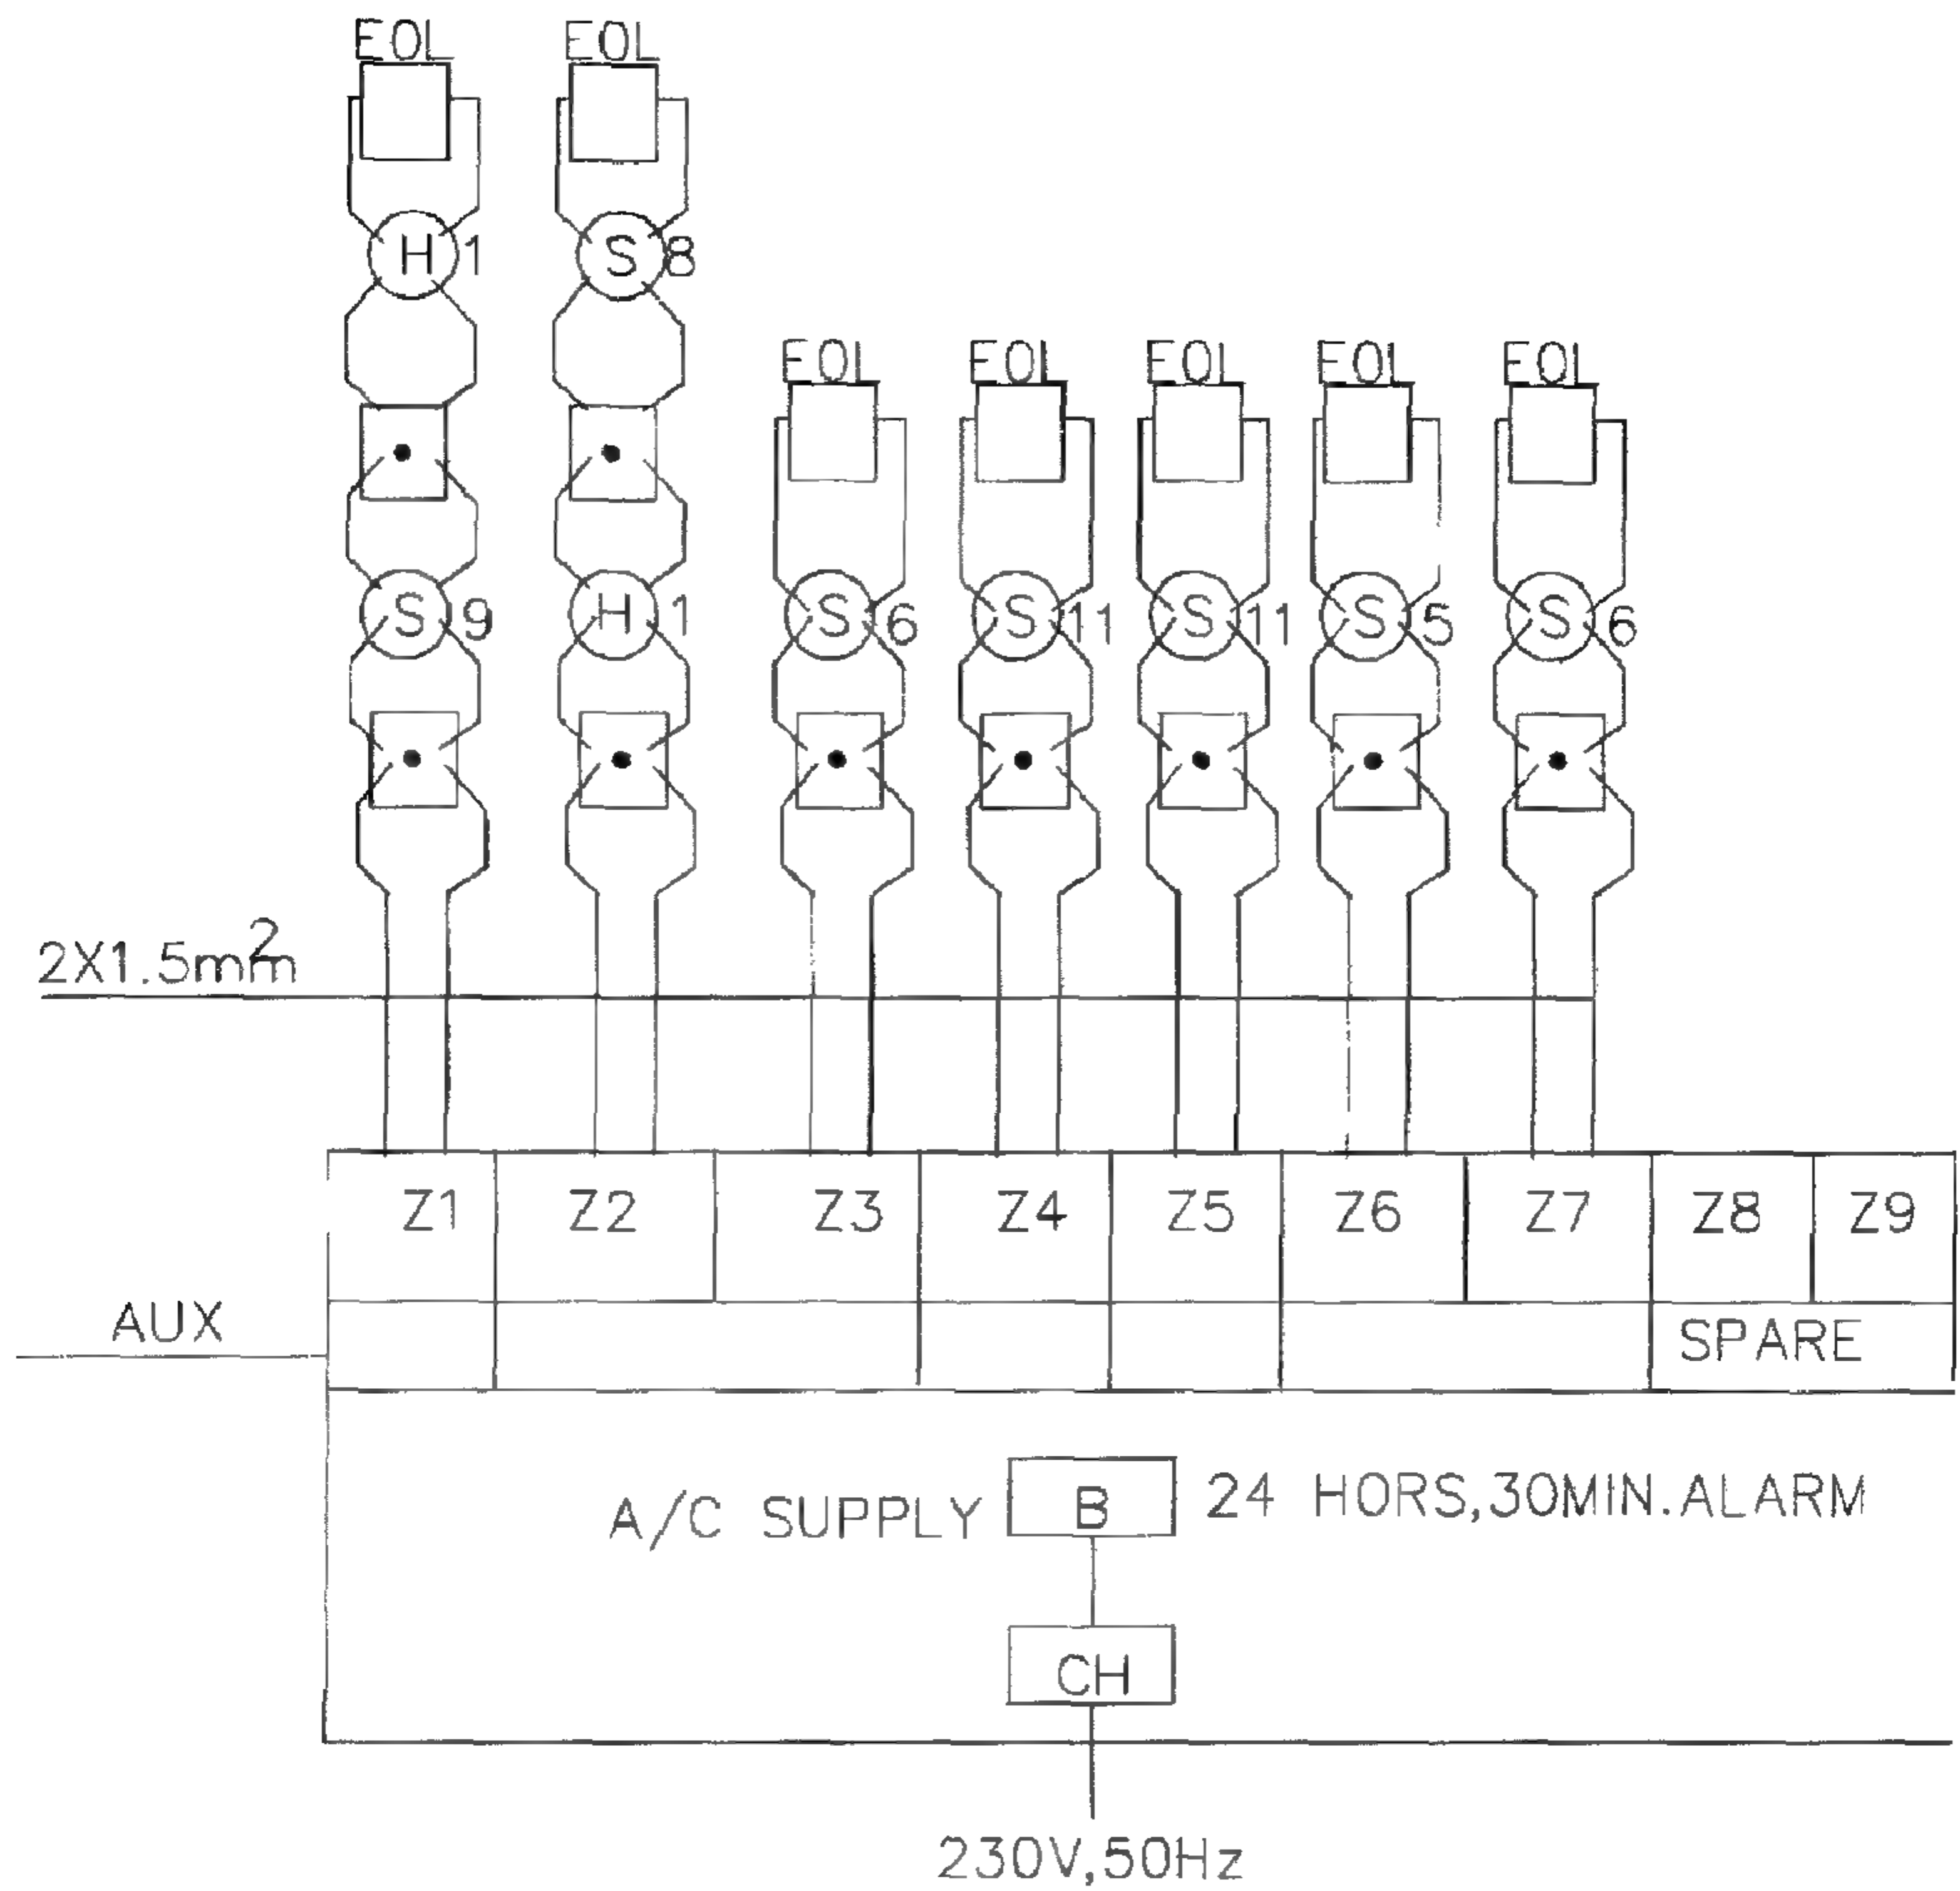 EOL EOL
H 1 S 8
EOL EOL EOL EOL EOL
S 9 H 1 S 6 S 11 S 11 S 5 S 6
2X1.5mm2
Z1 Z2 Z3 Z4 Z5 Z6 Z7 Z8 Z9
AUX
SPARE
A/C SUPPLY B 24 HORS,30MIN.ALARM
CH
230V,50Hz